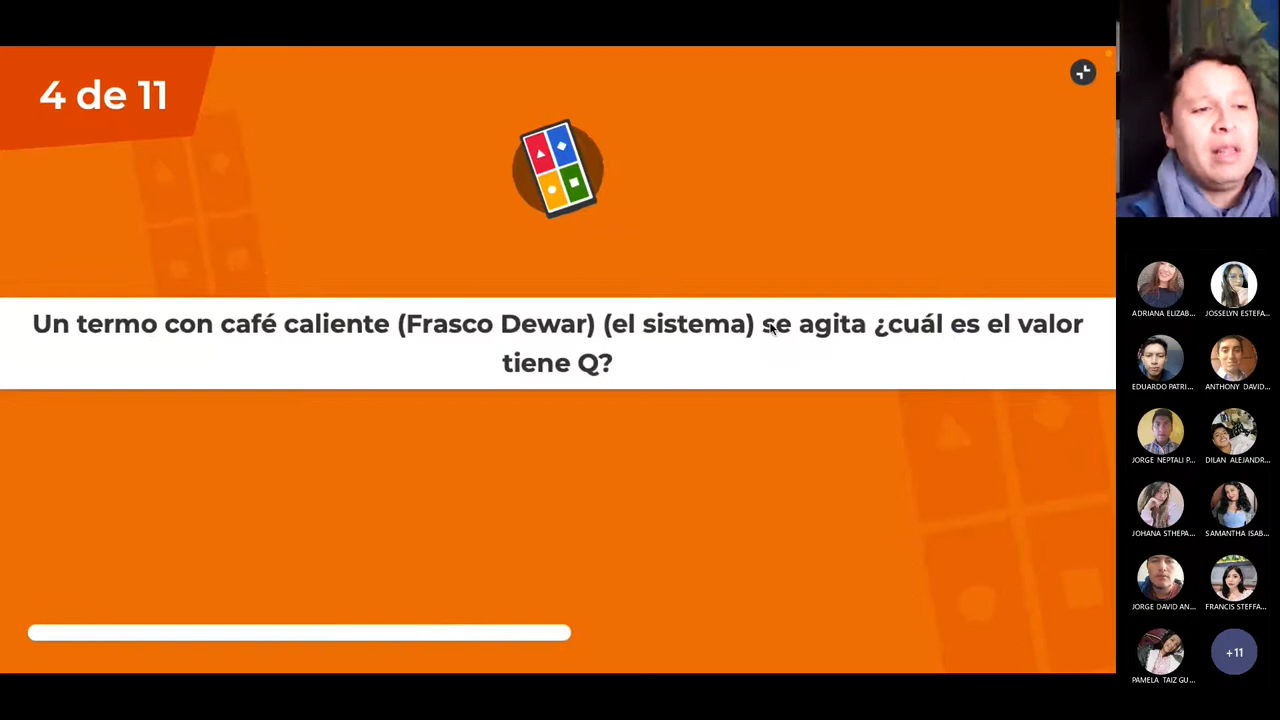 4 de 11
Un termo con café caliente (Frasco Dewar) (el sistema) se agita ¿cuál es el valor
tiene Q?
ADRIANA ELIZAB...
JOSSELYN ESTEFA...
EDUARDO PATRI...
ANTHONY DAVID...
JORGE NEPTALI P...
DILAN ALEJANDR...
JOHANA STHEPA...
SAMANTHA ISAB...
JORGE DAVID AN...
FRANCIS STEFFA...
PAMELA TAIZ GU...
+11